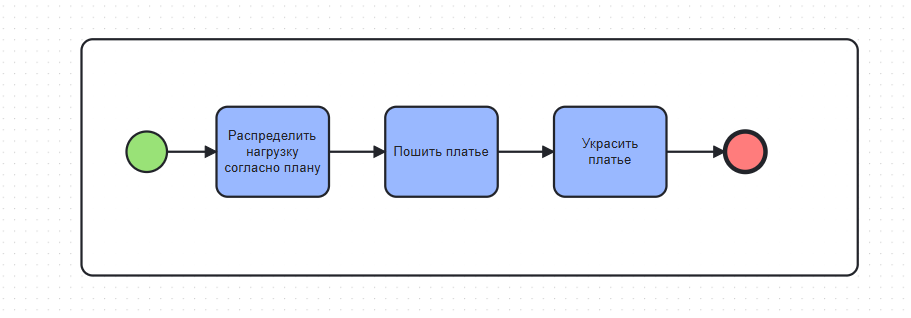 Распределить
нагрузку
согласно плану
Пошить платье
Украсить
платье